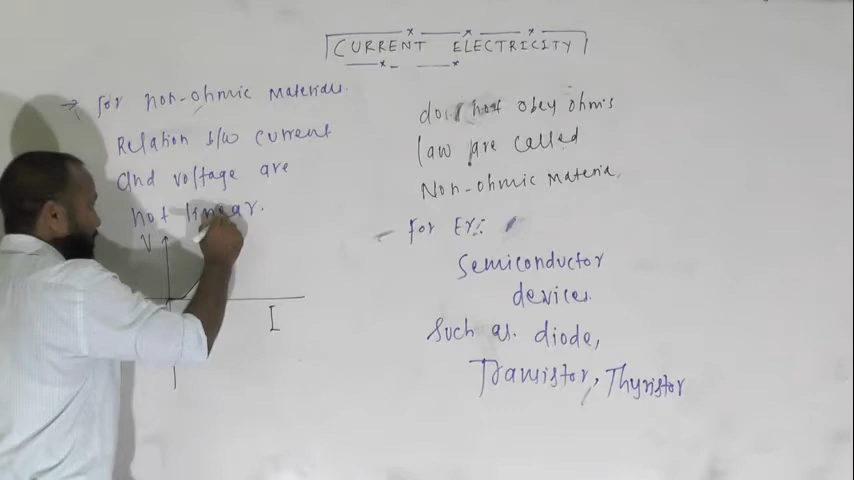 CURRENT ELECTRICITY
→ for non-ohmic materials.
Relation b/w current
and voltage are
not linear.
V
I
does not obey ohm's
law are called
Non-ohmic Material.
- for Ex:
Semiconductor
devices.
Such as. diode,
Transistor, Thyristor